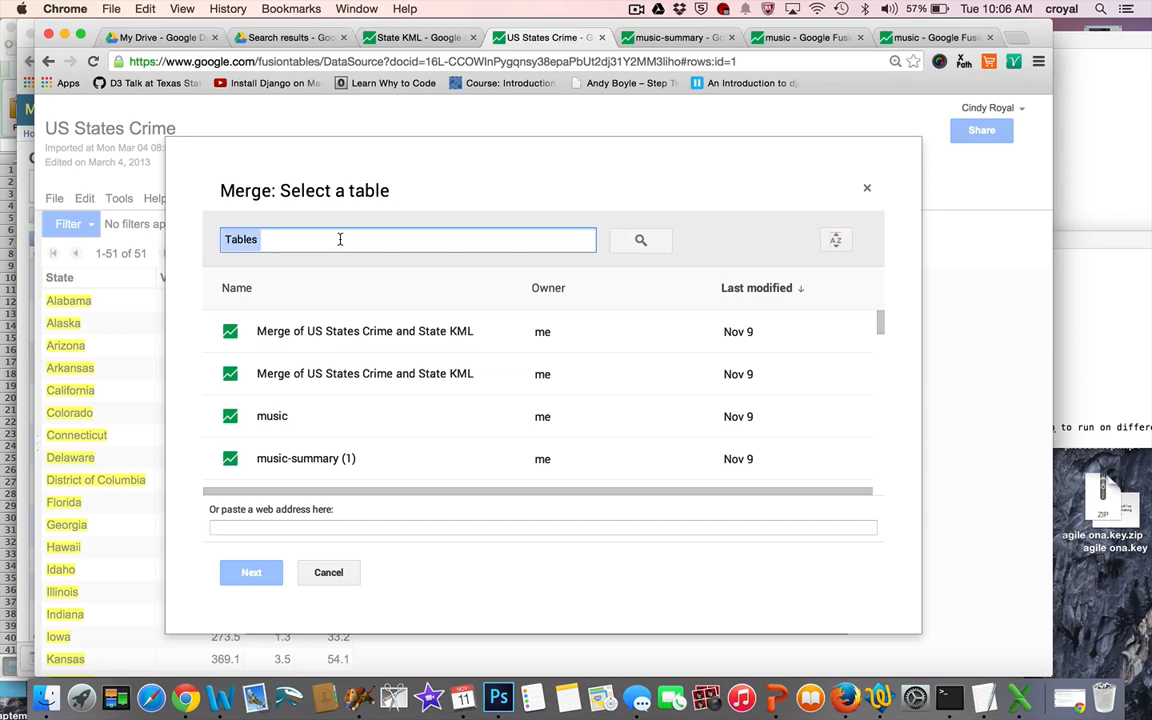 Chrome File Edit View History Bookmarks Window Help 5 57% Tue 10:06 AM croyal
My Drive - Google D
Search results - Goo
State KML - Google
US States Crime - G
music-summary - Go
music - Google Fus
music - Google Fus
https://www.google.com/fusiontables/DataSource?docid=16L-CCOWlnPygqnsy38epaPbUt2dj31Y2MM3liho#rows:id=1
Apps D3 Talk at Texas Stat Install Django on Ma Learn Why to Code Course: Introduction Andy Boyle – Step T An Introduction to dj
US States Crime
Cindy Royal
Imported at Mon Mar 04 08:
Share
Edited on March 4, 2013
File Edit Tools Help
Filter No filters ap
1-51 of 51
State
Alabama
Alaska
Arizona
Arkansas
California
Colorado
Connecticut
Delaware
District of Columbia
Florida
Georgia
Hawaii
Idaho
Illinois
Indiana
Iowa 273.5 1.3 33.2
Kansas 369.1 3.5 54.1
Merge: Select a table
Tables
Name Owner Last modified
Merge of US States Crime and State KML me Nov 9
Merge of US States Crime and State KML me Nov 9
music me Nov 9
music-summary (1) me Nov 9
Or paste a web address here:
Next Cancel
to run on differe
ZIP
agile ona.key.zip
agile ona.key